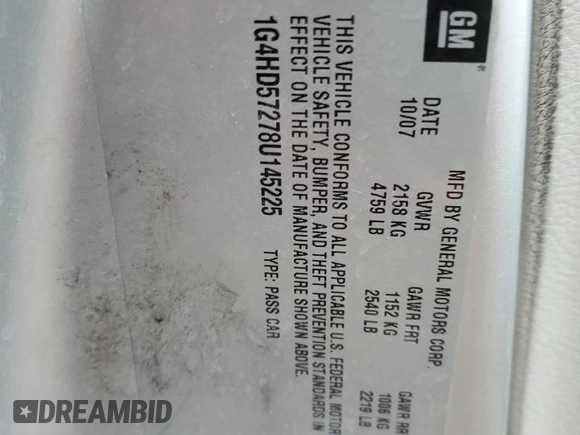 GM
MFD BY GENERAL MOTORS CORP.
DATE GVWR GAWR FRT GAWR RR
10/07 2158 KG 1152 KG 1006 KG
4759 LB 2540 LB 2219 LB
THIS VEHICLE CONFORMS TO ALL APPLICABLE U.S. FEDERAL MOTOR
VEHICLE SAFETY, BUMPER, AND THEFT PREVENTION STANDARDS IN
EFFECT ON THE DATE OF MANUFACTURE SHOWN ABOVE.
1G4HD57278U145225 TYPE: PASS CAR
DREAMBID